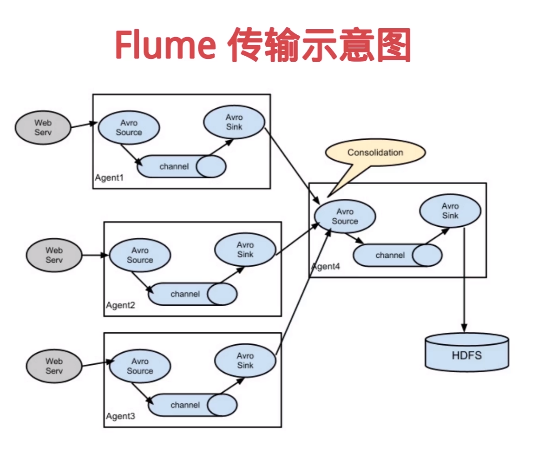 Flume 传输示意图
Web
Serv
Avro
Source
Avro
Sink
channel
Agent1
Consolidation
Web
Serv
Avro
Source
Avro
Sink
channel
Agent2
Avro
Source
Avro
Sink
channel
Agent4
Web
Serv
Avro
Source
Avro
Sink
channel
Agent3
HDFS